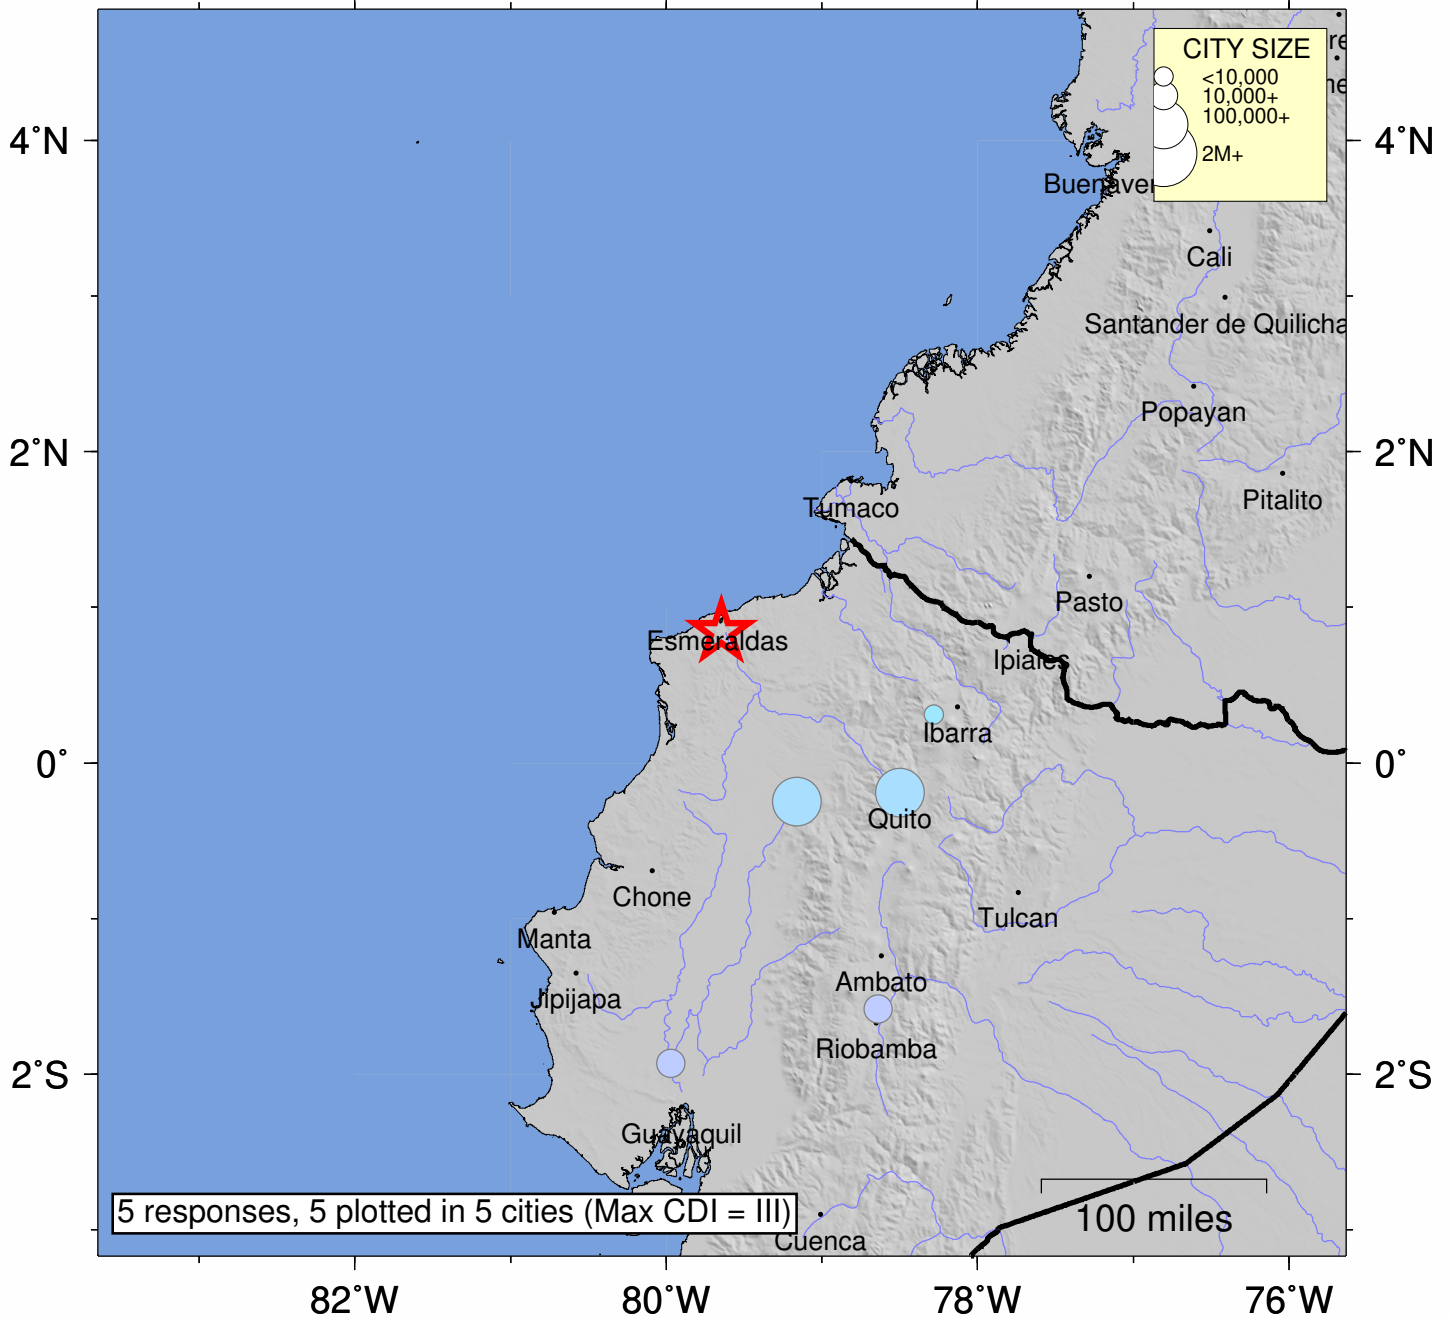 CITY SIZE
<10,000
10,000+
100,000+
2M+
4°N
4°N
Buenaver
Cali
Santander de Quilicha
Popayan
2°N
2°N
Pitalito
Tumaco
Pasto
Esmeraldas
Ipiales
Ibarra
0°
0°
Quito
Chone
Tulcan
Manta
Ambato
Jipijapa
Riobamba
2°S
2°S
Guayaquil
5 responses, 5 plotted in 5 cities (Max CDI = III)
100 miles
Cuenca
82°W
80°W
78°W
76°W